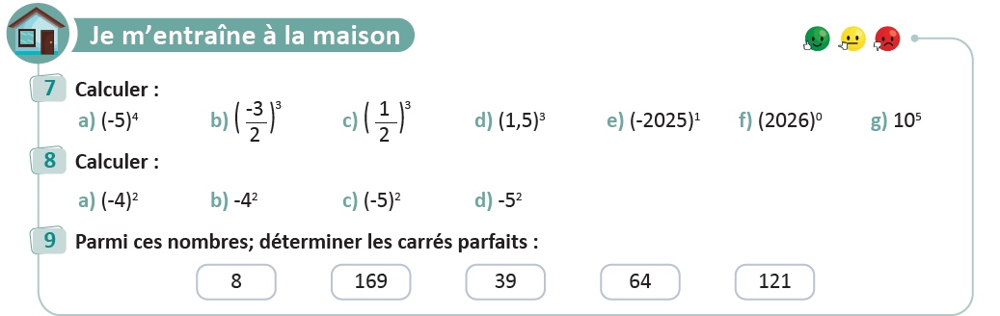 Je m’entraîne à la maison
7 Calculer :
a) (-5)⁴ b) (-3/2)³ c) (1/2)³ d) (1,5)³ e) (-2025)¹ f) (2026)⁰ g) 10⁵
8 Calculer :
a) (-4)² b) -4² c) (-5)² d) -5²
9 Parmi ces nombres; déterminer les carrés parfaits :
8 169 39 64 121